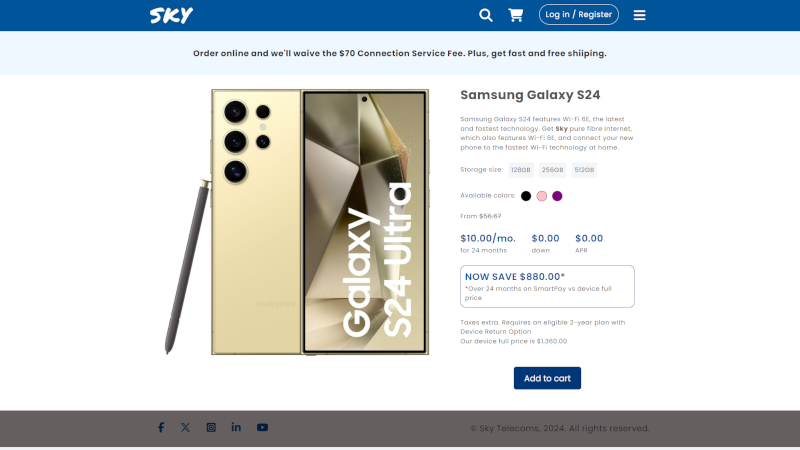 SKY
Log in / Register
Order online and we'll waive the $70 Connection Service Fee. Plus, get fast and free shiiping.
Samsung Galaxy S24
Samsung Galaxy S24 features Wi-Fi 6E, the latest
and fastest technology. Get Sky pure fibre Internet,
which also features Wi-Fi 6E, and connect your new
phone to the fastest Wi-Fi technology at home.
Storage size: 128GB 256GB 512GB
Available colors:
From $56.67
$10.00/mo. $0.00 $0.00
for 24 months down APR
NOW SAVE $880.00*
*Over 24 months on SmartPay vs device full
price
Taxes extra. Requires an eligible 2-year plan with
Device Return Option
Our device full price is $1,360.00
Add to cart
Galaxy
S24 Ultra
SAMSUNG
© Sky Telecoms, 2024. All rights reserved.